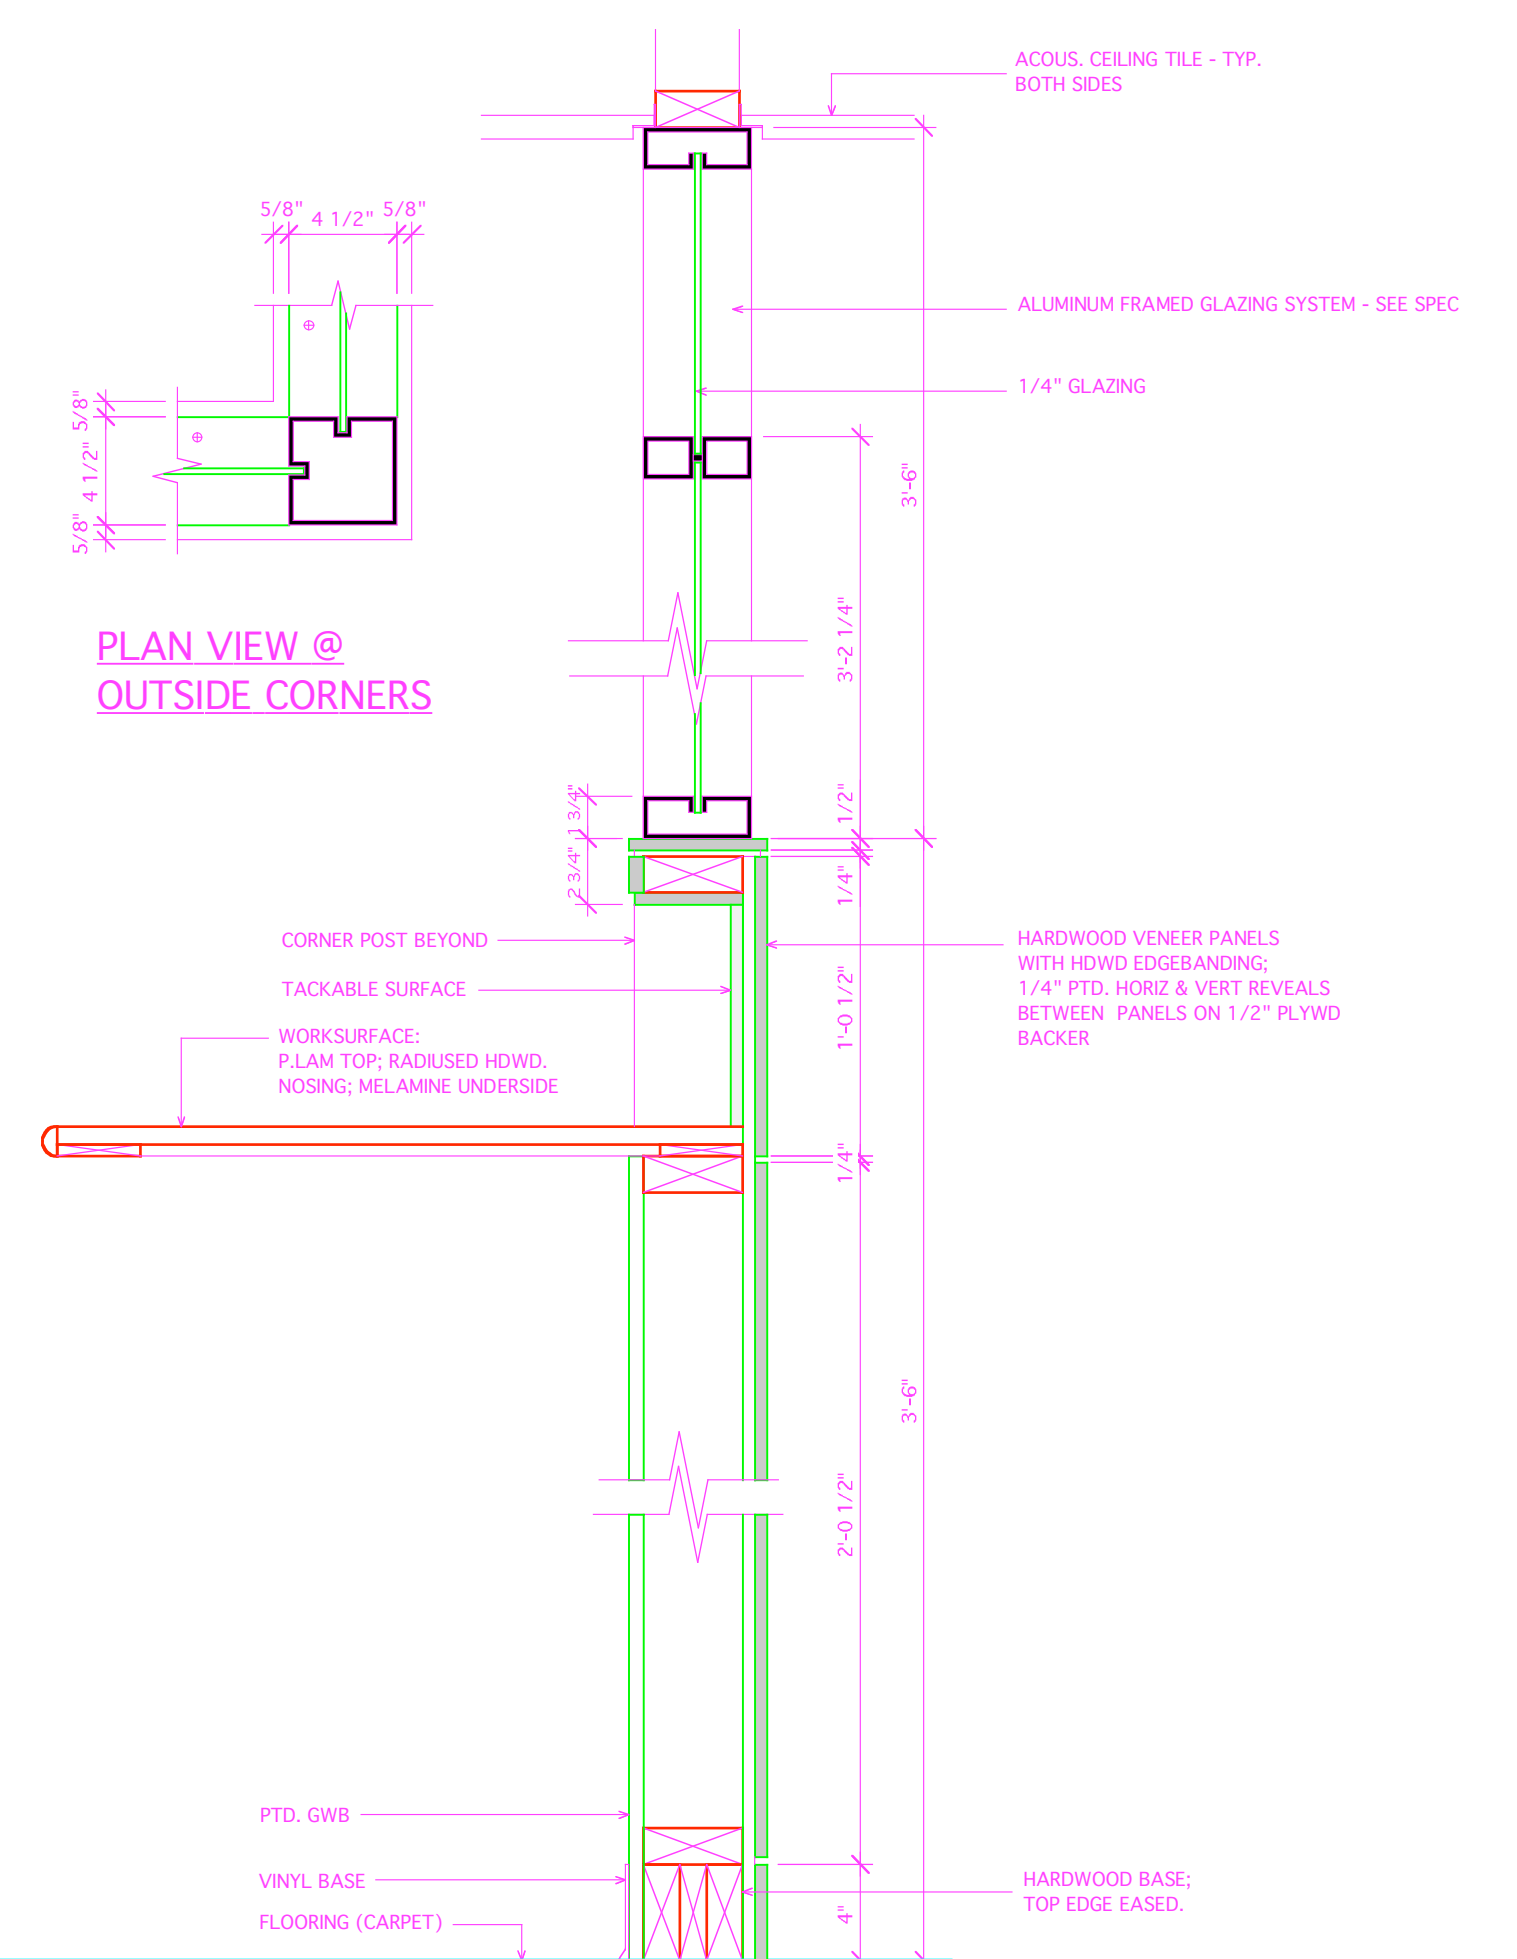 ACOUS. CEILING TILE - TYP.
BOTH SIDES
5/8" 4 1/2" 5/8"
ALUMINUM FRAMED GLAZING SYSTEM - SEE SPEC
1/4" GLAZING
5/8"
4 1/2"
5/8"
3'-6"
PLAN VIEW @
OUTSIDE CORNERS
3'-2 1/4"
1 3/4"
1/2"
2 3/4"
1/4"
CORNER POST BEYOND
TACKABLE SURFACE
WORKSURFACE:
P.LAM TOP; RADIUSED HDWD.
NOSING; MELAMINE UNDERSIDE
HARDWOOD VENEER PANELS
WITH HDWD EDGEBANDING;
1/4" PTD. HORIZ & VERT REVEALS
BETWEEN PANELS ON 1/2" PLYWD
BACKER
1'-0 1/2"
1/4"
3'-6"
2'-0 1/2"
PTD. GWB
VINYL BASE
FLOORING (CARPET)
HARDWOOD BASE;
TOP EDGE EASED.
4"